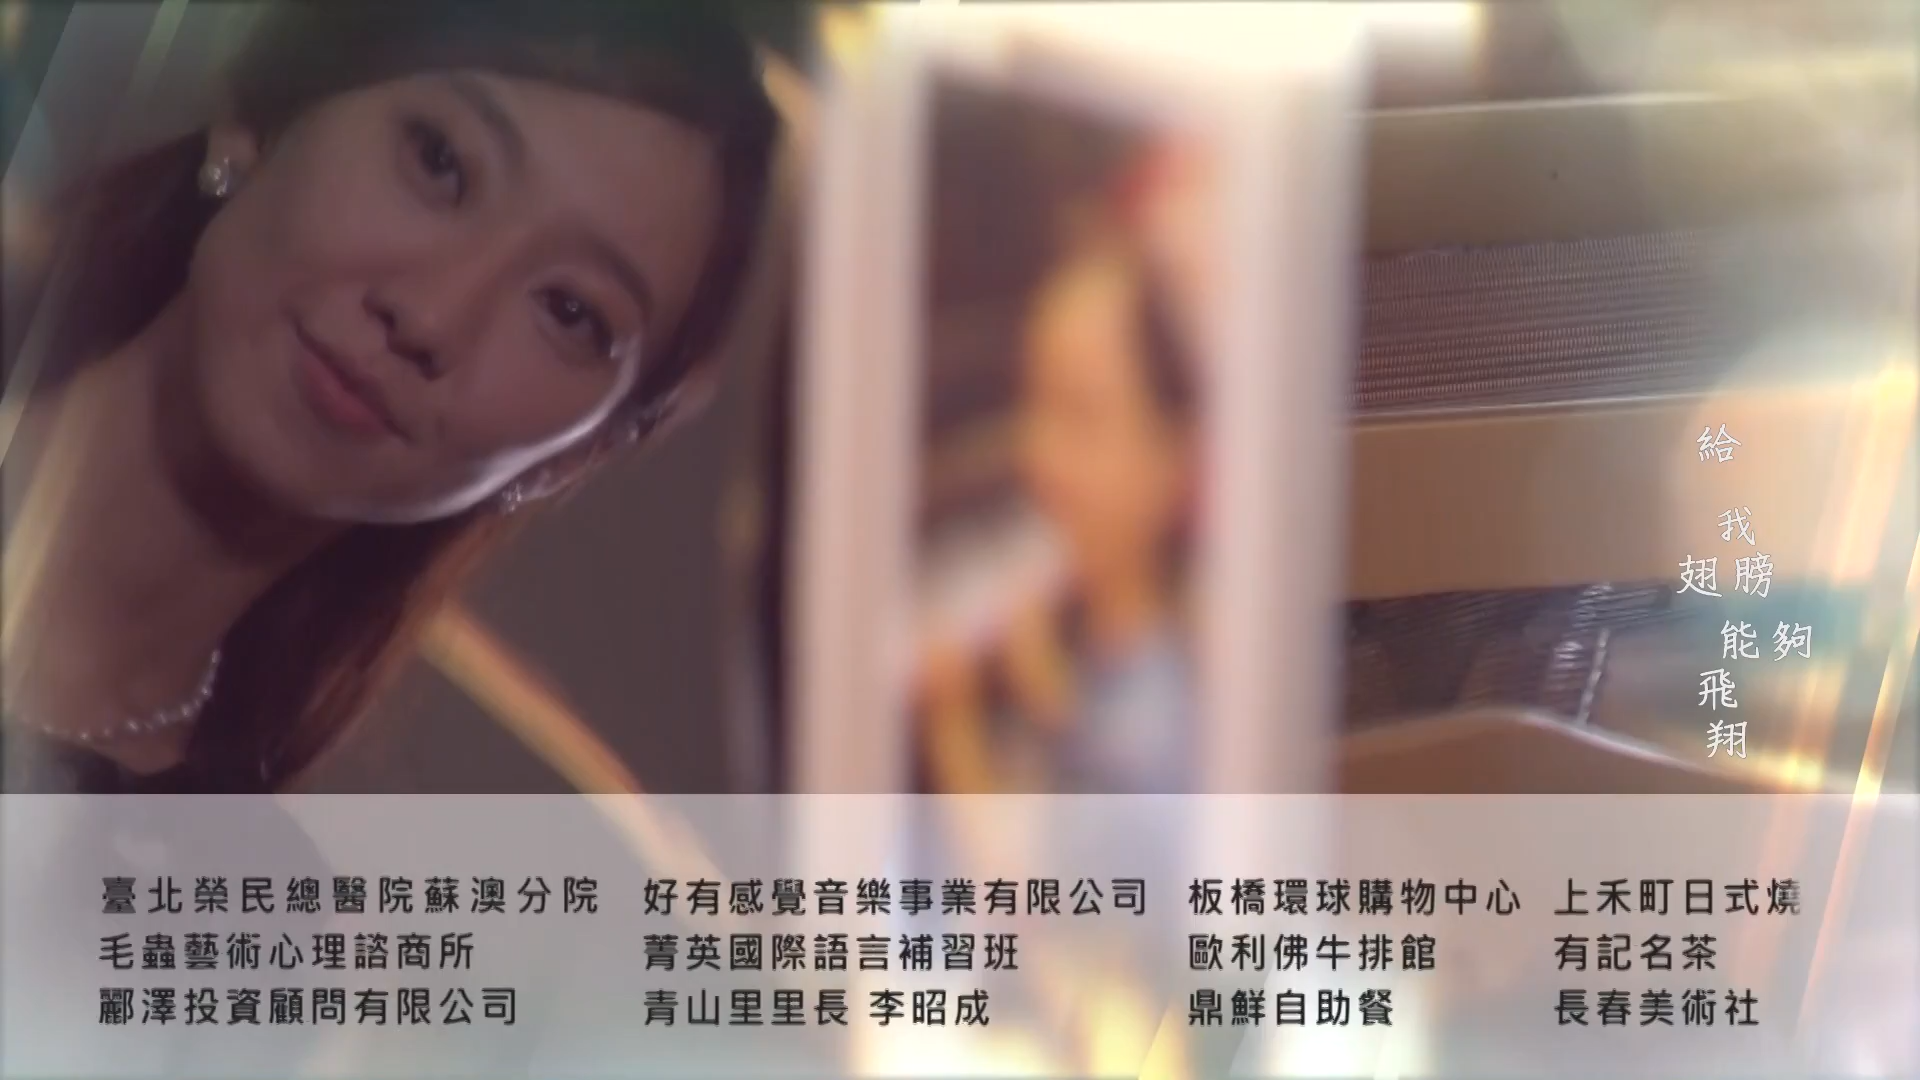 給
我
翅膀
能夠
飛
翔
臺北榮民總醫院蘇澳分院
毛蟲藝術心理諮商所
酈澤投資顧問有限公司
好有感覺音樂事業有限公司
菁英國際語言補習班
青山里里長 李昭成
板橋環球購物中心
歐利佛牛排館
鼎鮮自助餐
上禾町日式燒
有記名茶
長春美術社